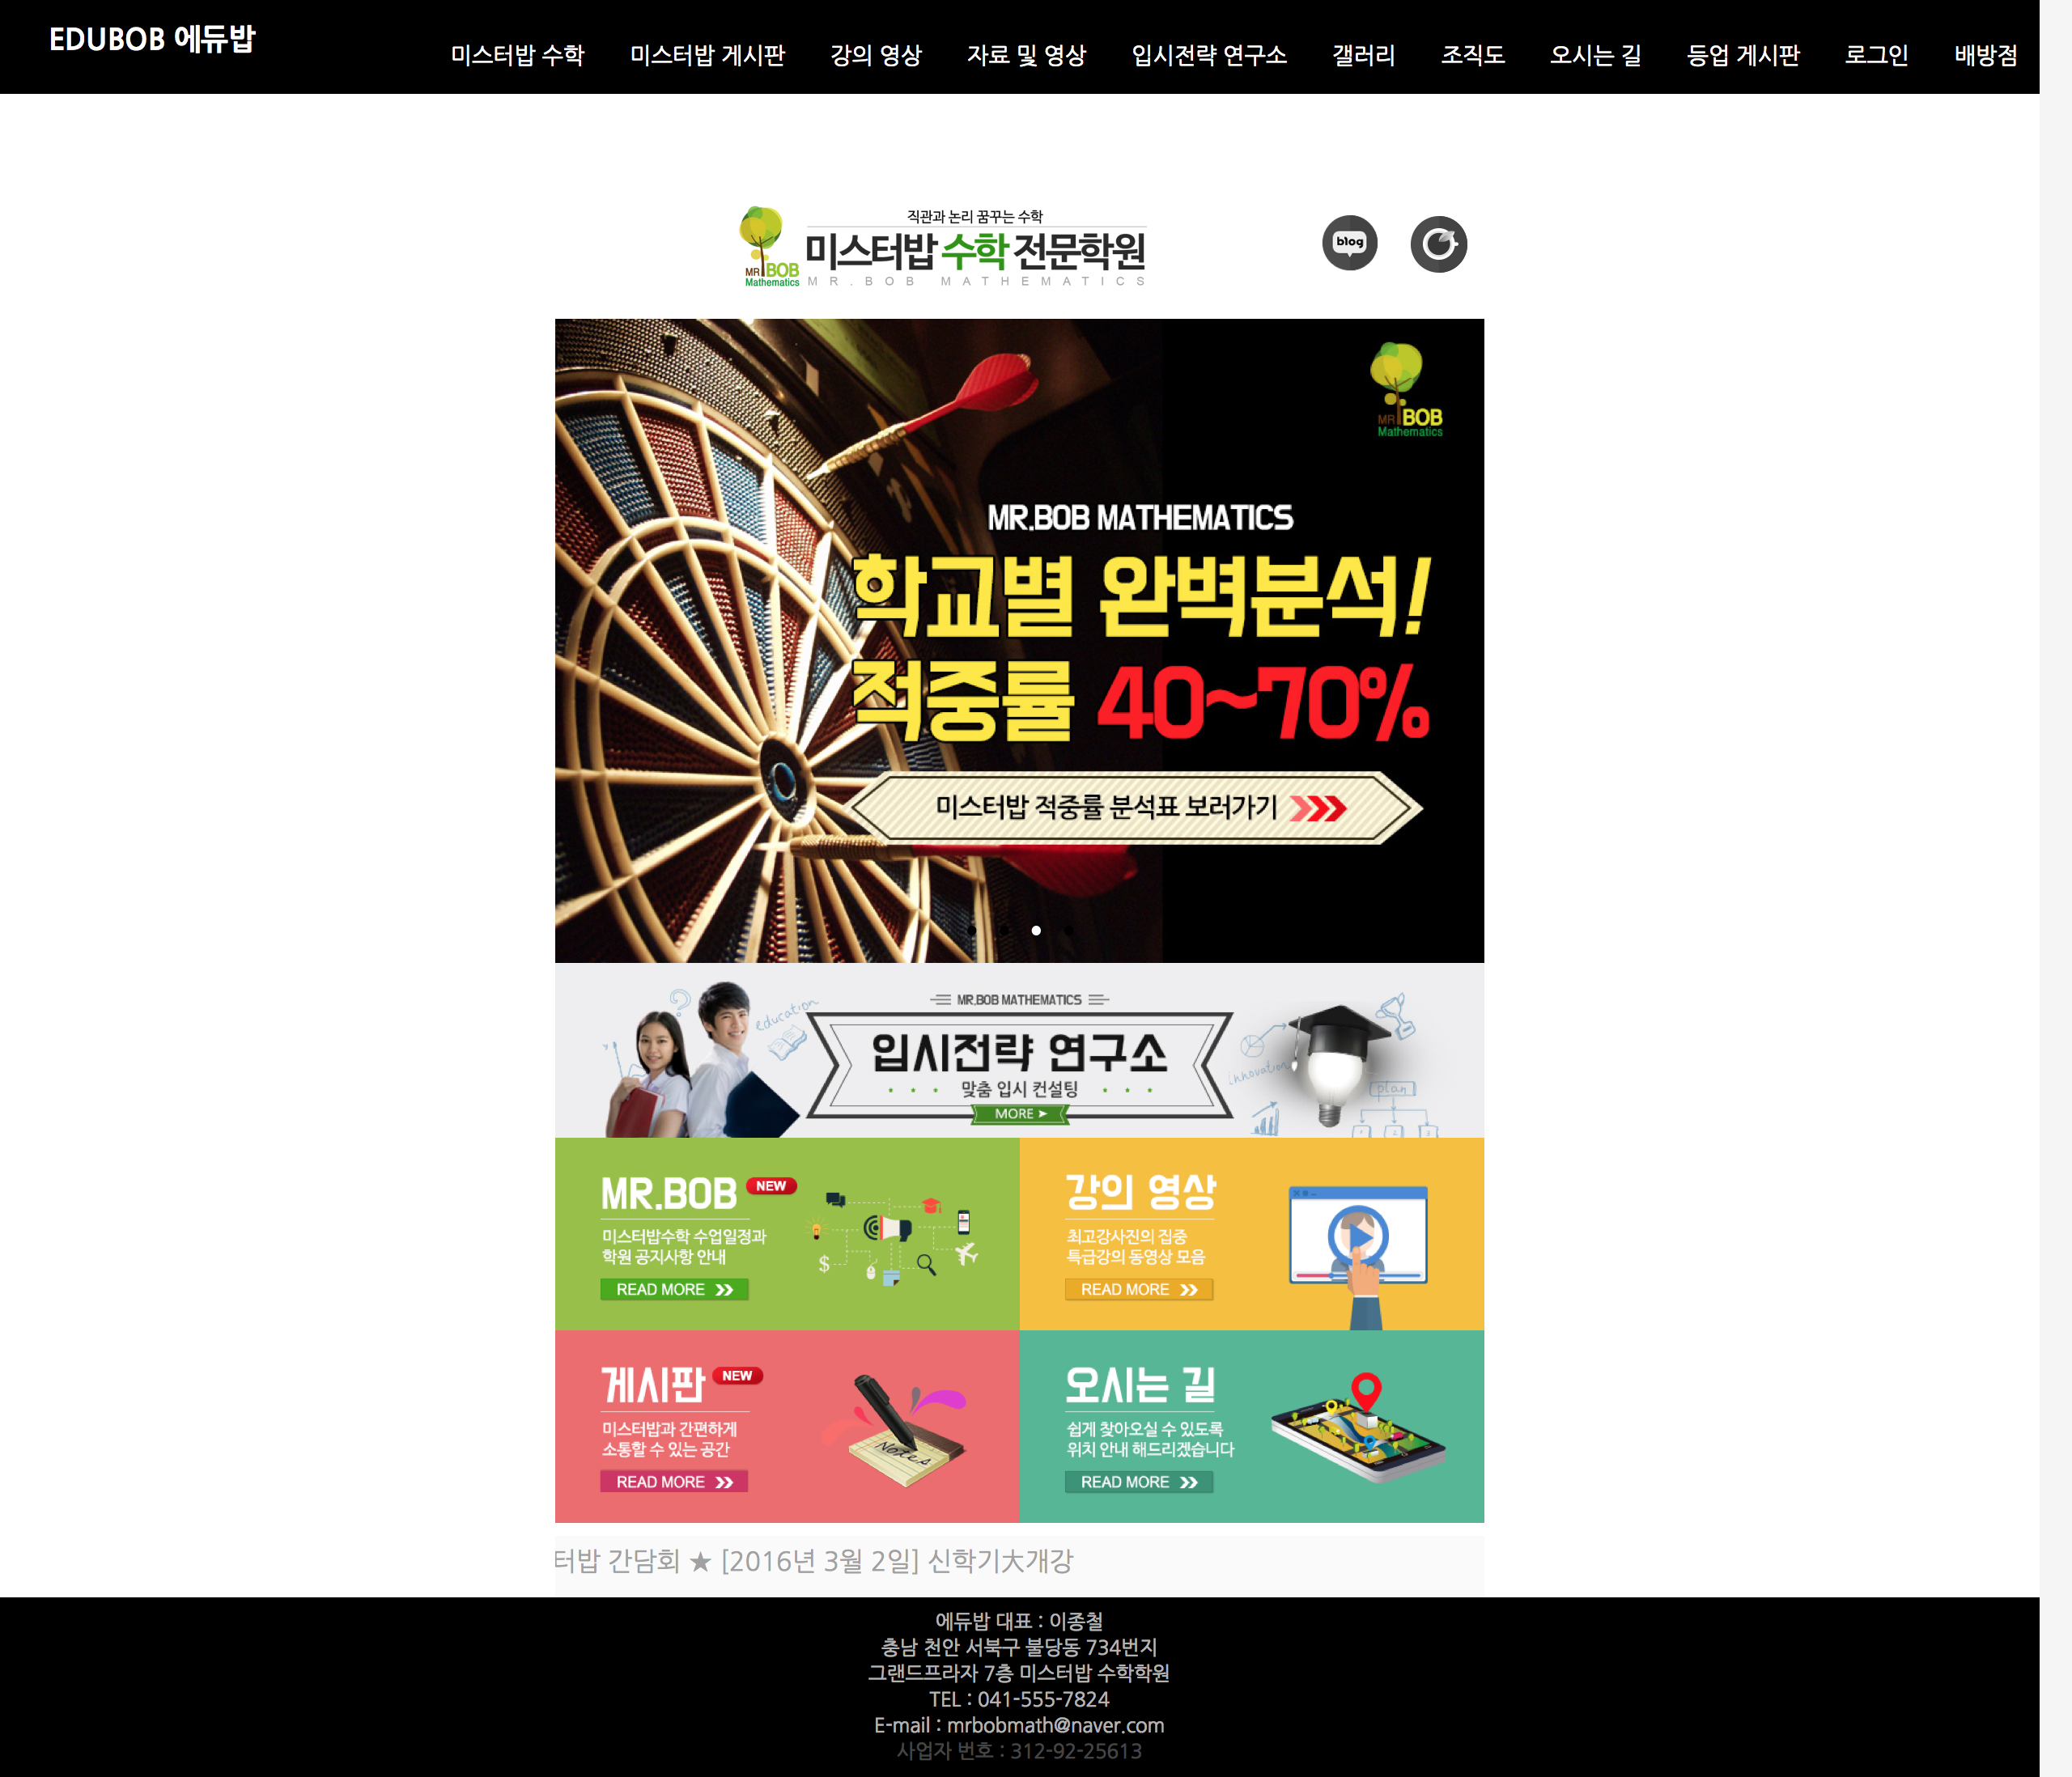 EDUBOB 에듀밥
미스터밥 수학 미스터밥 게시판 강의 영상 자료 및 영상 입시전략 연구소 갤러리 조직도 오시는 길 등업 게시판 로그인 배방점
직관과 논리 꿈꾸는 수학
미스터밥 수학 전문학원
MR.BOB MATHEMATICS
MR BOB
Mathematics
blog
MR BOB
Mathematics
MR.BOB MATHEMATICS
학교별 완벽분석!
적중률 40~70%
미스터밥 적중률 분석표 보러가기
MR.BOB MATHEMATICS
입시전략 연구소
맞춤 입시 컨설팅
MORE
education
innovation
plan
1 2 3
MR.BOB NEW
미스터밥수학 수업일정과
학원 공지사항 안내
READ MORE
강의 영상
최고강사진의 집중
특급강의 동영상 모음
READ MORE
게시판 NEW
미스터밥과 간편하게
소통할 수 있는 공간
READ MORE
Notes
오시는 길
쉽게 찾아오실 수 있도록
위치 안내 해드리겠습니다
READ MORE
터밥 간담회 ★ [2016년 3월 2일] 신학기大개강
에듀밥 대표 : 이종철
충남 천안 서북구 불당동 734번지
그랜드프라자 7층 미스터밥 수학학원
TEL : 041-555-7824
E-mail : mrbobmath@naver.com
사업자 번호 : 312-92-25613